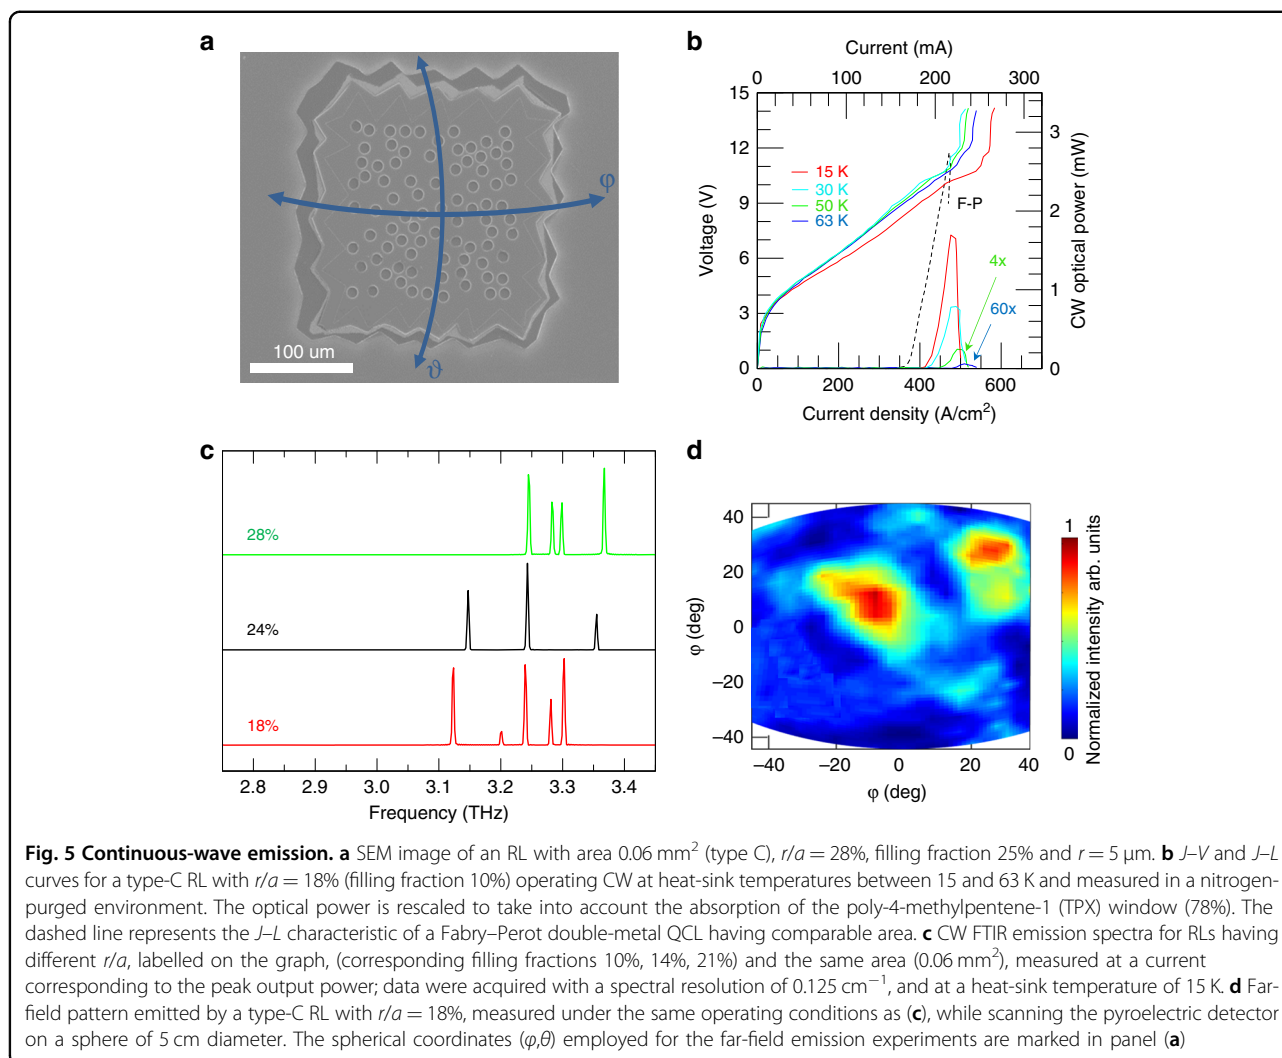 a
φ
ϑ
100 um
b
Current (mA)
0 100 200 300
15
12
9
6
3
0
Voltage (V)
15 K
30 K
50 K
63 K
F-P
4x
60x
3
2
1
0
CW optical power (mW)
0 200 400 600
Current density (A/cm²)
c
28%
24%
18%
2.8 2.9 3.0 3.1 3.2 3.3 3.4
Frequency (THz)
d
40
20
0
−20
−40
φ (deg)
−40 −20 0 20 40
φ (deg)
1
0
Normalized intensity arb. units
Fig. 5 Continuous-wave emission. a SEM image of an RL with area 0.06 mm² (type C), r/a = 28%, filling fraction 25% and r = 5 μm. b J–V and J–L
curves for a type-C RL with r/a = 18% (filling fraction 10%) operating CW at heat-sink temperatures between 15 and 63 K and measured in a nitrogen-
purged environment. The optical power is rescaled to take into account the absorption of the poly-4-methylpentene-1 (TPX) window (78%). The
dashed line represents the J–L characteristic of a Fabry–Perot double-metal QCL having comparable area. c CW FTIR emission spectra for RLs having
different r/a, labelled on the graph, (corresponding filling fractions 10%, 14%, 21%) and the same area (0.06 mm²), measured at a current
corresponding to the peak output power; data were acquired with a spectral resolution of 0.125 cm⁻¹, and at a heat-sink temperature of 15 K. d Far-
field pattern emitted by a type-C RL with r/a = 18%, measured under the same operating conditions as (c), while scanning the pyroelectric detector
on a sphere of 5 cm diameter. The spherical coordinates (φ,θ) employed for the far-field emission experiments are marked in panel (a)